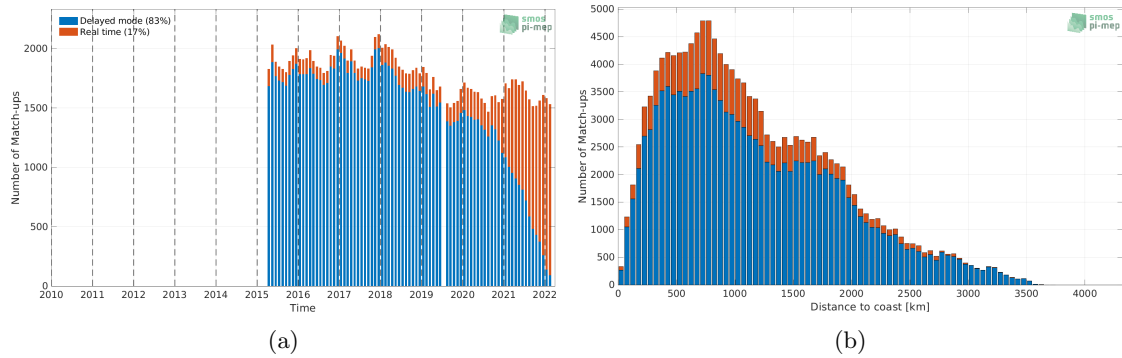 Delayed mode (83%)
Real time (17%)
smos
pi-mep
Number of Match-ups
2000
1500
1000
500
0
2010 2011 2012 2013 2014 2015 2016 2017 2018 2019 2020 2021 2022
Time
(a)
smos
pi-mep
Number of Match-ups
5000
4500
4000
3500
3000
2500
2000
1500
1000
500
0
0 500 1000 1500 2000 2500 3000 3500 4000
Distance to coast [km]
(b)